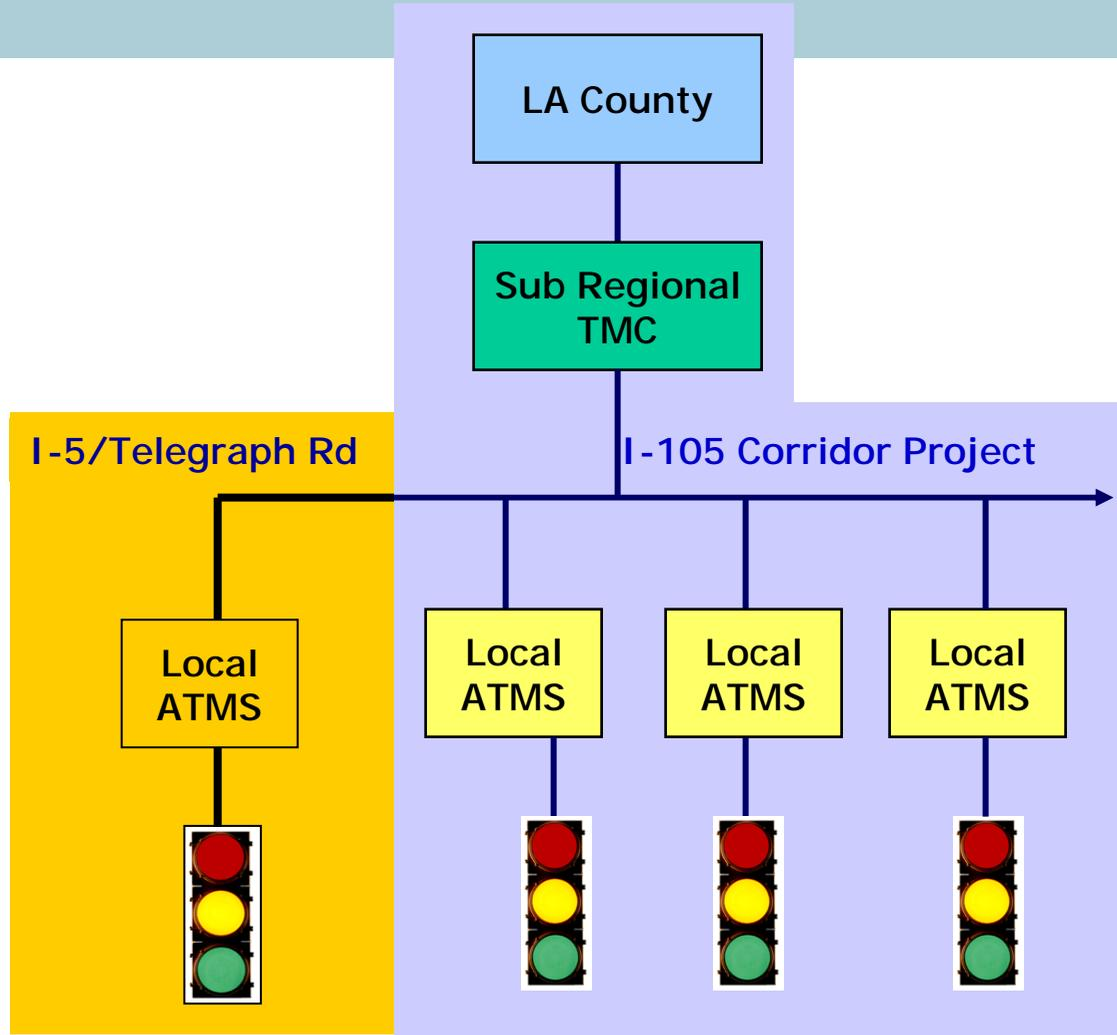 LA County
Sub Regional
TMC
I-5/Telegraph Rd
I-105 Corridor Project
Local
ATMS
Local
ATMS
Local
ATMS
Local
ATMS